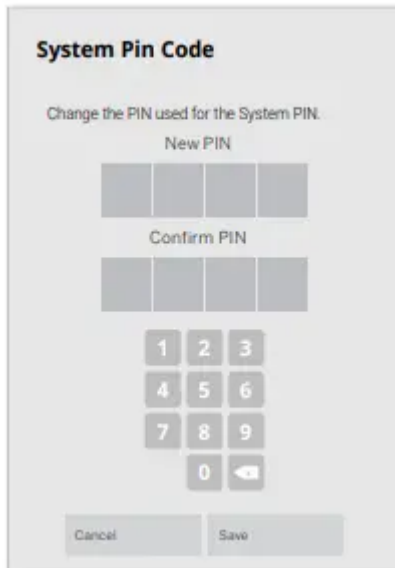 System Pin Code
Change the PIN used for the System PIN.
New PIN
Confirm PIN
1 2 3
4 5 6
7 8 9
0
Cancel Save